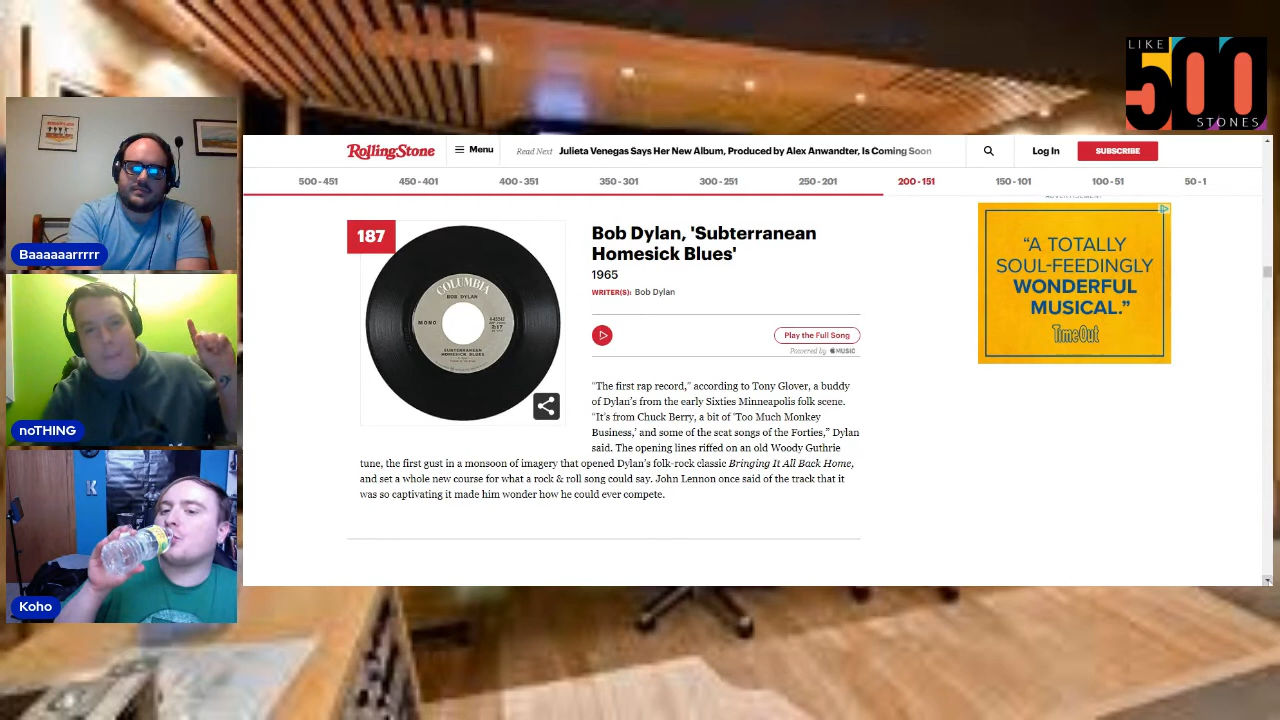 LIKE
500
STONES
RollingStone
Menu
Read Next Julieta Venegas Says Her New Album, Produced by Alex Anwandter, Is Coming Soon
Log In
SUBSCRIBE
500-451
450-401
400-351
350-301
300-251
250-201
200-151
150-101
100-51
50-1
ADVERTISEMENT
187
COLUMBIA
BOB DYLAN
MONO
SUBTERRANEAN
HOMESICK BLUES
Bob Dylan, 'Subterranean
Homesick Blues'
1965
WRITER(S): Bob Dylan
Play the Full Song
Powered by MUSIC
"The first rap record," according to Tony Glover, a buddy
of Dylan's from the early Sixties Minneapolis folk scene.
"It's from Chuck Berry, a bit of 'Too Much Monkey
Business,' and some of the scat songs of the Forties," Dylan
said. The opening lines riffed on an old Woody Guthrie
tune, the first gust in a monsoon of imagery that opened Dylan's folk-rock classic Bringing It All Back Home,
and set a whole new course for what a rock & roll song could say. John Lennon once said of the track that it
was so captivating it made him wonder how he could ever compete.
"A TOTALLY
SOUL-FEEDINGLY
WONDERFUL
MUSICAL."
TimeOut
Baaaaaarrrrr
noTHING
K
Koho